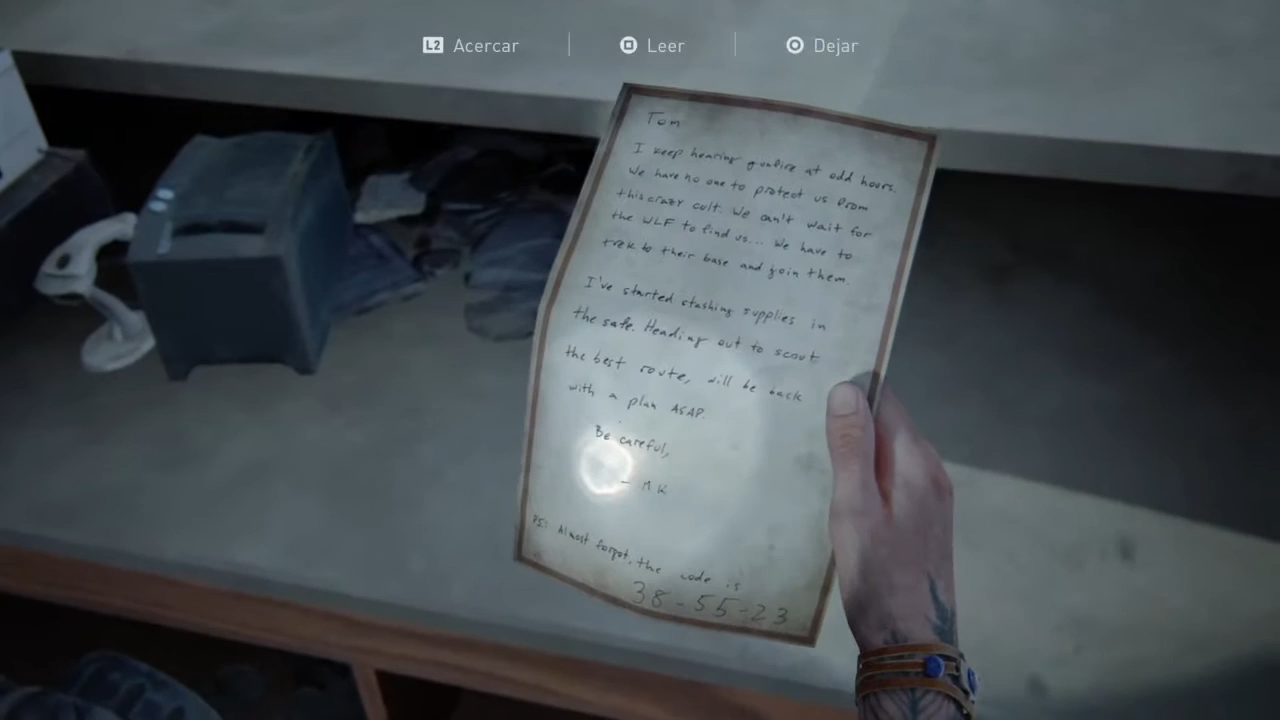 L2 Acercar Leer Dejar
Tom
I keep hearing gunfire at odd hours.
We have no one to protect us from
this crazy cult. We can't wait for
the WLF to find us... We have to
trek to their base and join them.
I've started stashing supplies in
the safe. Heading out to scout
the best route, will be back
with a plan ASAP.
Be careful,
- MK
PS: Almost forgot, the code is
38-55-23